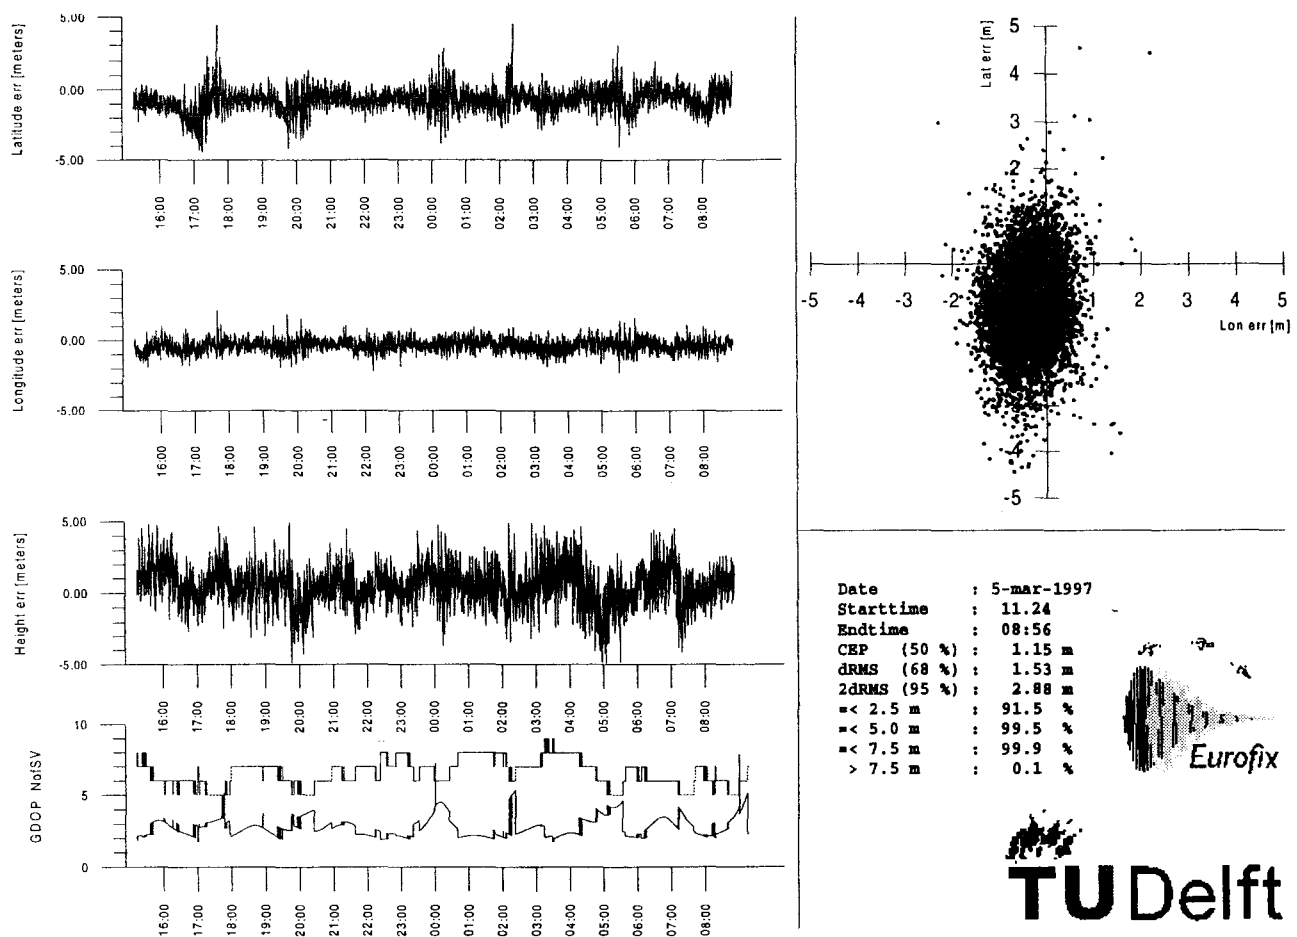 Latitude err [meters]
5.00
0.00
-5.00
16:00 17:00 18:00 19:00 20:00 21:00 22:00 23:00 00:00 01:00 02:00 03:00 04:00 05:00 06:00 07:00 08:00
Longitude err [meters]
5.00
0.00
-5.00
16:00 17:00 18:00 19:00 20:00 21:00 22:00 23:00 00:00 01:00 02:00 03:00 04:00 05:00 06:00 07:00 08:00
Height err [meters]
5.00
0.00
-5.00
16:00 17:00 18:00 19:00 20:00 21:00 22:00 23:00 00:00 01:00 02:00 03:00 04:00 05:00 06:00 07:00 08:00
GDOP NofSV
10
5
0
16:00 17:00 18:00 19:00 20:00 21:00 22:00 23:00 00:00 01:00 02:00 03:00 04:00 05:00 06:00 07:00 08:00
Lat err [m]
5
4
3
2
-5 -4 -3 -2 1 2 3 4 5
Lon err [m]
-4
-5
Date : 5-mar-1997
Starttime : 11.24
Endtime : 08:56
CEP (50 %) : 1.15 m
dRMS (68 %) : 1.53 m
2dRMS (95 %) : 2.88 m
=< 2.5 m : 91.5 %
=< 5.0 m : 99.5 %
=< 7.5 m : 99.9 %
> 7.5 m : 0.1 %
Eurofix
TU Delft